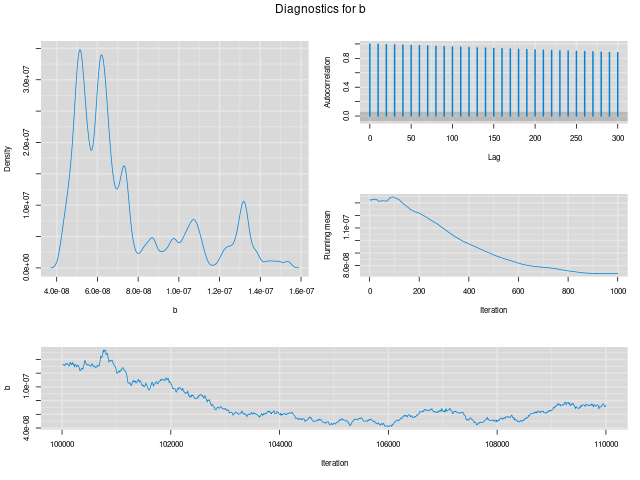 Diagnostics for b
Density
0.0e+00 1.0e+07 2.0e+07 3.0e+07
4.0e-08 6.0e-08 8.0e-08 1.0e-07 1.2e-07 1.4e-07 1.6e-07
b
Autocorrelation
0.0 0.4 0.8
0 50 100 150 200 250 300
Lag
Running mean
8.0e-08 1.1e-07
0 200 400 600 800 1000
Iteration
b
4.0e-08 1.0e-07
100000 102000 104000 106000 108000 110000
Iteration